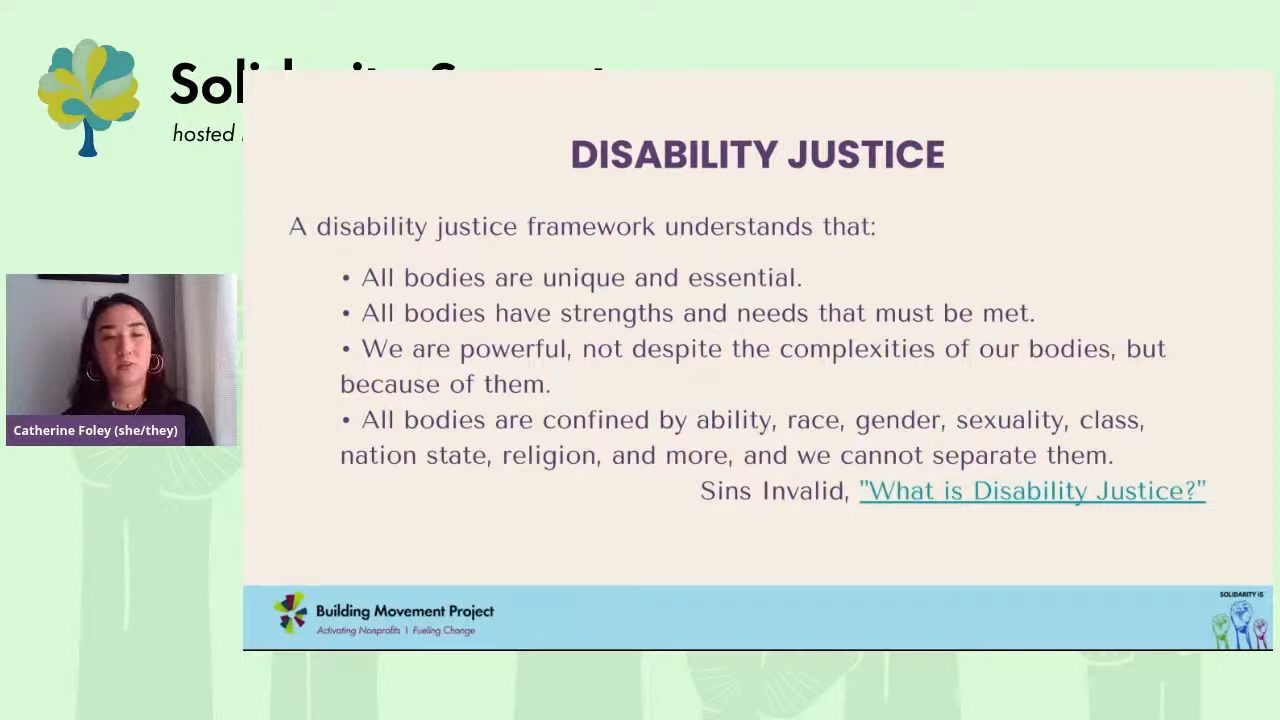 Sol
hosted
DISABILITY JUSTICE
A disability justice framework understands that:
• All bodies are unique and essential.
• All bodies have strengths and needs that must be met.
• We are powerful, not despite the complexities of our bodies, but
because of them.
• All bodies are confined by ability, race, gender, sexuality, class,
nation state, religion, and more, and we cannot separate them.
Sins Invalid, "What is Disability Justice?"
Catherine Foley (she/they)
Building Movement Project
Activating Nonprofits | Fueling Change
SOLIDARITY IS